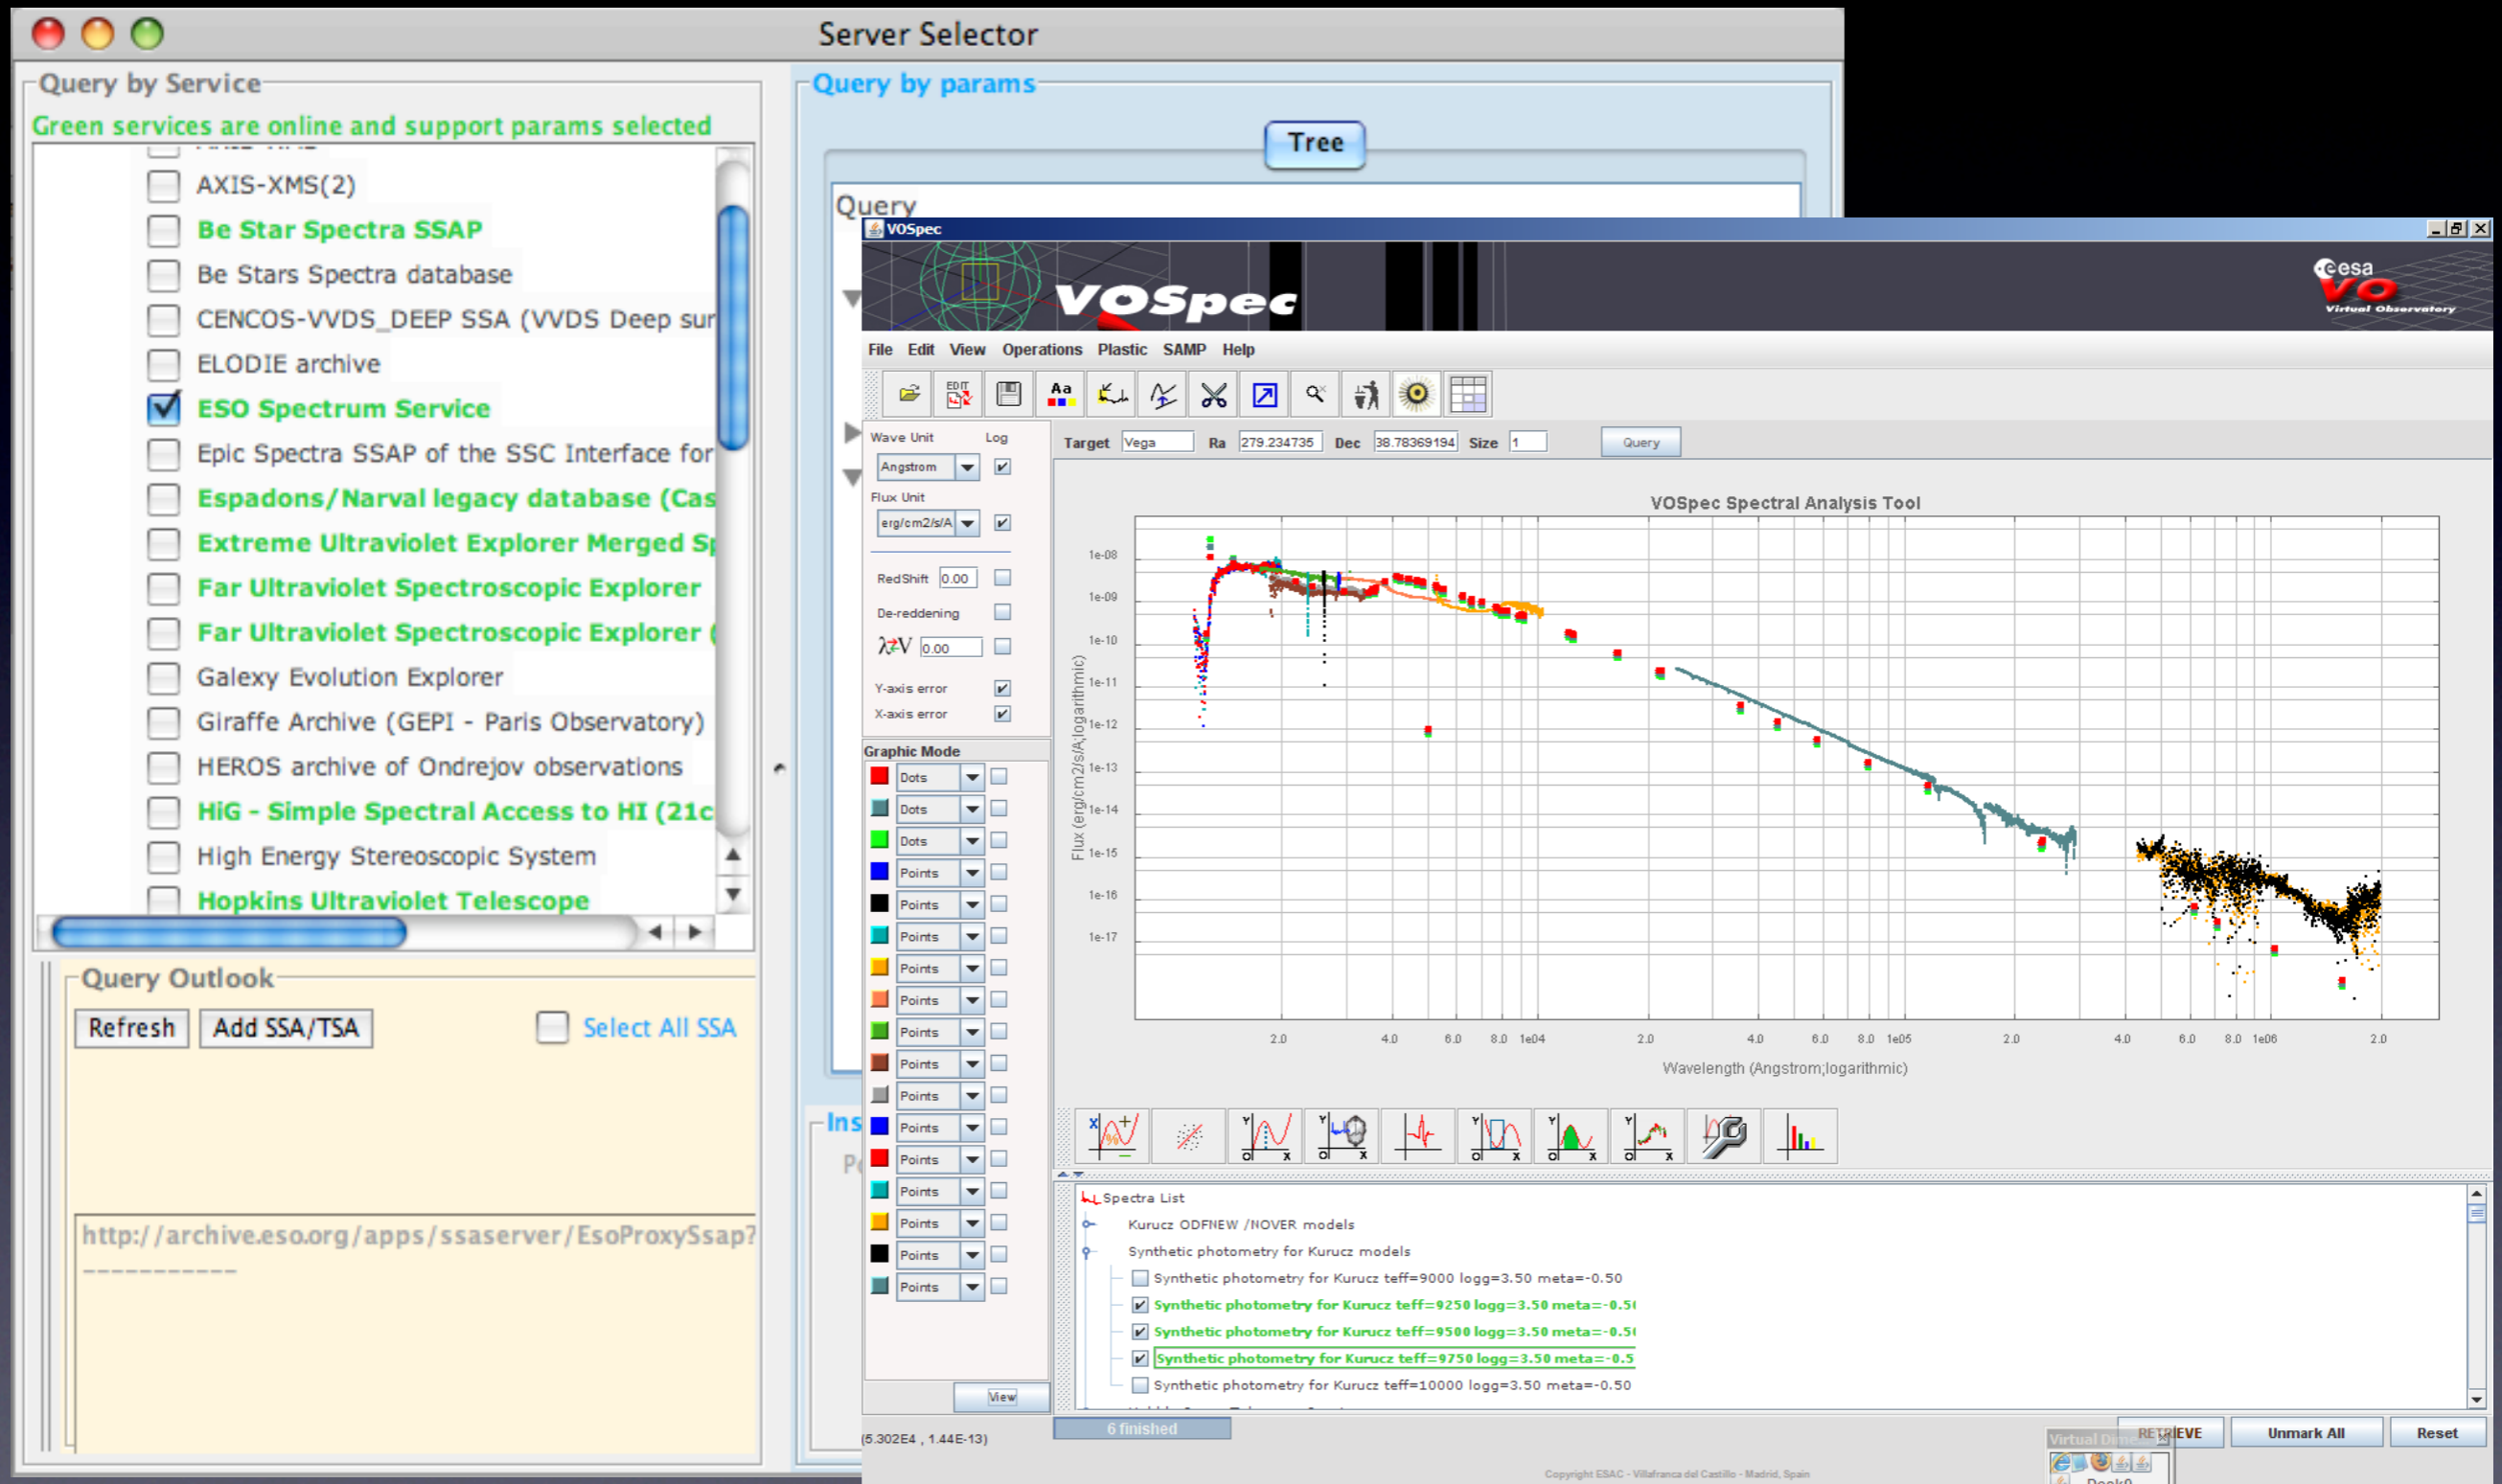 Server Selector
Query by Service
Green services are online and support params selected
AXIS-XMS(2)
Be Star Spectra SSAP
Be Stars Spectra database
CENCOS-VVDS_DEEP SSA (VVDS Deep sur
ELODIE archive
ESO Spectrum Service
Epic Spectra SSAP of the SSC Interface for
Espadons/Narval legacy database (Cas
Extreme Ultraviolet Explorer Merged Sp
Far Ultraviolet Spectroscopic Explorer
Far Ultraviolet Spectroscopic Explorer (
Galexy Evolution Explorer
Giraffe Archive (GEPI - Paris Observatory)
HEROS archive of Ondrejov observations
HiG - Simple Spectral Access to HI (21c
High Energy Stereoscopic System
Hopkins Ultraviolet Telescope
Query Outlook
Refresh Add SSA/TSA Select All SSA
http://archive.eso.org/apps/ssaserver/EsoProxySsap?
-----------
Query by params
Tree
Query
Ins
VOSpec
VOSpec
esa
VO
Virtual Observatory
File Edit View Operations Plastic SAMP Help
EDIT Aa
Wave Unit Log
Angstrom
Flux Unit
erg/cm2/s/A
RedShift 0.00
De-reddening
λ⇄V 0.00
Y-axis error
X-axis error
Graphic Mode
Dots
Dots
Dots
Points
Points
Points
Points
Points
Points
Points
Points
Points
Points
Points
Points
Points
Points
View
Target Vega Ra 279.234735 Dec 38.78369194 Size 1 Query
VOSpec Spectral Analysis Tool
Flux (erg/cm2/s/A;logarithmic)
1e-08
1e-09
1e-10
1e-11
1e-12
1e-13
1e-14
1e-15
1e-16
1e-17
2.0 4.0 6.0 8.0 1e04 2.0 4.0 6.0 8.0 1e05 2.0 4.0 6.0 8.0 1e06 2.0
Wavelength (Angstrom;logarithmic)
Spectra List
Kurucz ODFNEW /NOVER models
Synthetic photometry for Kurucz models
Synthetic photometry for Kurucz teff=9000 logg=3.50 meta=-0.50
Synthetic photometry for Kurucz teff=9250 logg=3.50 meta=-0.50
Synthetic photometry for Kurucz teff=9500 logg=3.50 meta=-0.50
Synthetic photometry for Kurucz teff=9750 logg=3.50 meta=-0.5
Synthetic photometry for Kurucz teff=10000 logg=3.50 meta=-0.50
(5.302E4 , 1.44E-13)
6 finished
RETRIEVE Unmark All Reset
Virtual Dime
Copyright ESAC - Villafranca del Castillo - Madrid, Spain